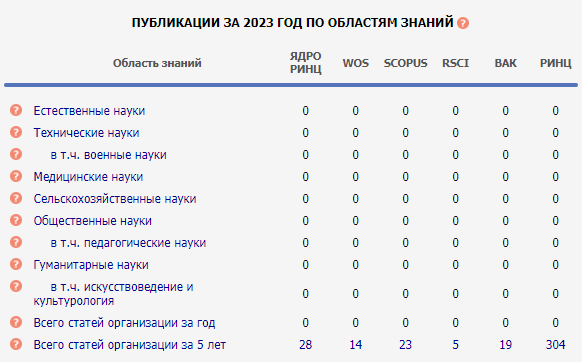 ПУБЛИКАЦИИ ЗА 2023 ГОД ПО ОБЛАСТЯМ ЗНАНИЙ ?
Область знаний ЯДРО РИНЦ WOS SCOPUS RSCI ВАК РИНЦ
? Естественные науки 0 0 0 0 0 0
? Технические науки 0 0 0 0 0 0
? в т.ч. военные науки 0 0 0 0 0 0
? Медицинские науки 0 0 0 0 0 0
? Сельскохозяйственные науки 0 0 0 0 0 0
? Общественные науки 0 0 0 0 0 0
? в т.ч. педагогические науки 0 0 0 0 0 0
? Гуманитарные науки 0 0 0 0 0 0
? в т.ч. искусствоведение и
культурология 0 0 0 0 0 0
? Всего статей организации за год 0 0 0 0 0 0
? Всего статей организации за 5 лет 28 14 23 5 19 304